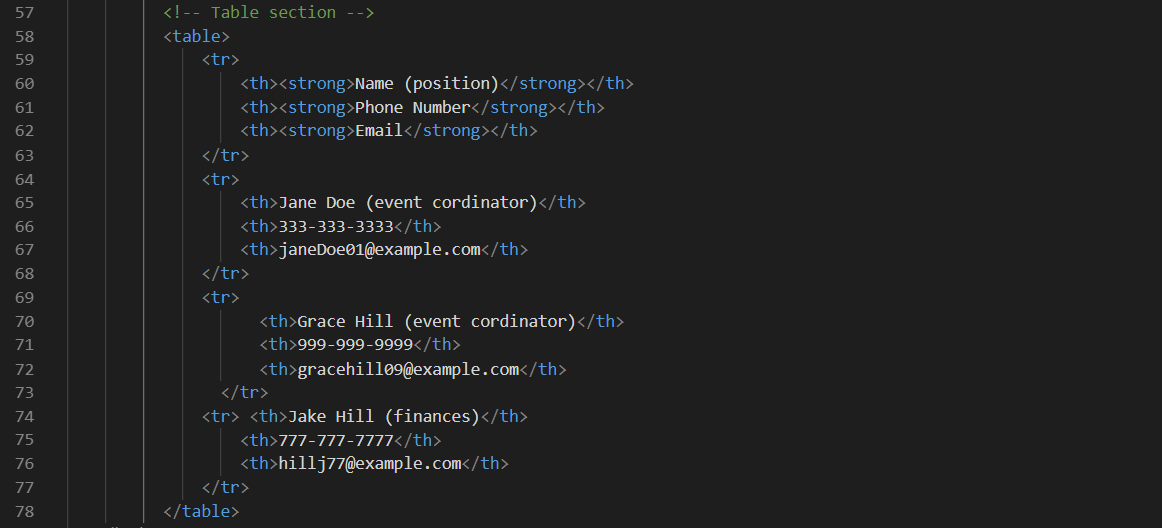 57 <!-- Table section -->
58 <table>
59 <tr>
60 <th><strong>Name (position)</strong></th>
61 <th><strong>Phone Number</strong></th>
62 <th><strong>Email</strong></th>
63 </tr>
64 <tr>
65 <th>Jane Doe (event cordinator)</th>
66 <th>333-333-3333</th>
67 <th>janeDoe01@example.com</th>
68 </tr>
69 <tr>
70 <th>Grace Hill (event cordinator)</th>
71 <th>999-999-9999</th>
72 <th>gracehill09@example.com</th>
73 </tr>
74 <tr> <th>Jake Hill (finances)</th>
75 <th>777-777-7777</th>
76 <th>hillj77@example.com</th>
77 </tr>
78 </table>